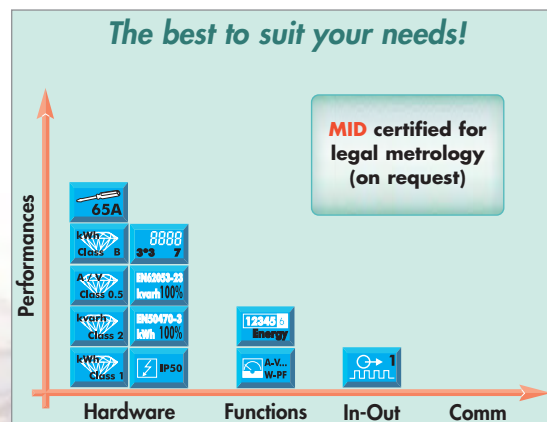 The best to suit your needs!
MID certified for
legal metrology
(on request)
Performances
65A
kWh
Class B
8888
3•3 7
A / V
Class 0.5
EN62053-23
kvarh 100%
kvarh
Class 2
EN50470-3
kWh 100%
12345 6
Energy
kWh
Class 1
IP50
A-V...
W-PF
1
Hardware Functions In-Out Comm